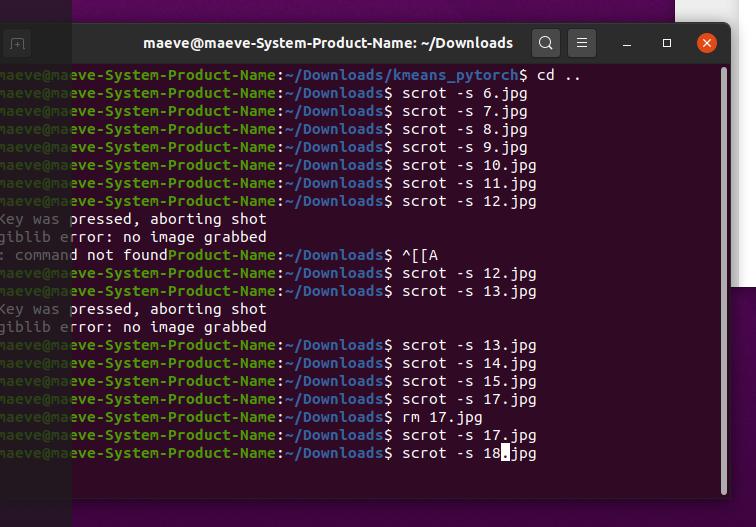 maeve@maeve-System-Product-Name: ~/Downloads
maeve@maeve-System-Product-Name:~/Downloads/kmeans_pytorch$ cd ..
maeve@maeve-System-Product-Name:~/Downloads$ scrot -s 6.jpg
maeve@maeve-System-Product-Name:~/Downloads$ scrot -s 7.jpg
maeve@maeve-System-Product-Name:~/Downloads$ scrot -s 8.jpg
maeve@maeve-System-Product-Name:~/Downloads$ scrot -s 9.jpg
maeve@maeve-System-Product-Name:~/Downloads$ scrot -s 10.jpg
maeve@maeve-System-Product-Name:~/Downloads$ scrot -s 11.jpg
maeve@maeve-System-Product-Name:~/Downloads$ scrot -s 12.jpg
Key was pressed, aborting shot
giblib error: no image grabbed
: command not foundProduct-Name:~/Downloads$ ^[[A
maeve@maeve-System-Product-Name:~/Downloads$ scrot -s 12.jpg
maeve@maeve-System-Product-Name:~/Downloads$ scrot -s 13.jpg
Key was pressed, aborting shot
giblib error: no image grabbed
maeve@maeve-System-Product-Name:~/Downloads$ scrot -s 13.jpg
maeve@maeve-System-Product-Name:~/Downloads$ scrot -s 14.jpg
maeve@maeve-System-Product-Name:~/Downloads$ scrot -s 15.jpg
maeve@maeve-System-Product-Name:~/Downloads$ scrot -s 17.jpg
maeve@maeve-System-Product-Name:~/Downloads$ rm 17.jpg
maeve@maeve-System-Product-Name:~/Downloads$ scrot -s 17.jpg
maeve@maeve-System-Product-Name:~/Downloads$ scrot -s 18.jpg